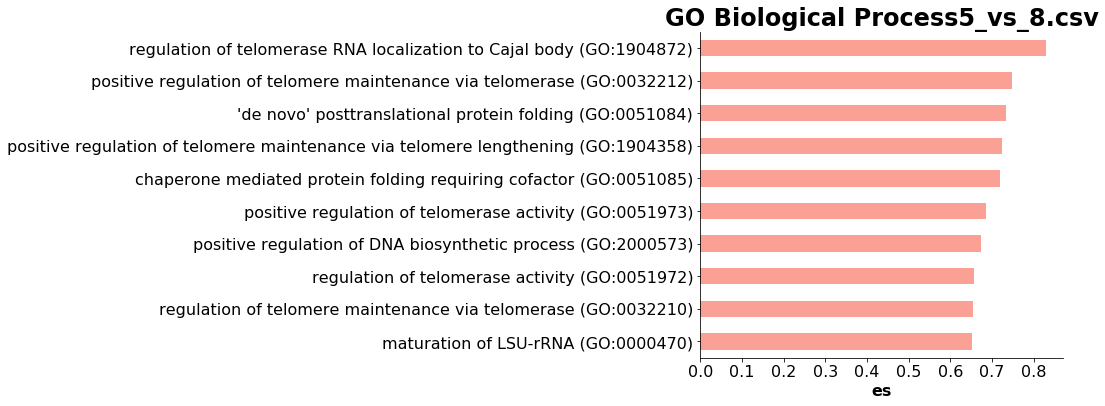 GO Biological Process5_vs_8.csv
regulation of telomerase RNA localization to Cajal body (GO:1904872)
positive regulation of telomere maintenance via telomerase (GO:0032212)
'de novo' posttranslational protein folding (GO:0051084)
positive regulation of telomere maintenance via telomere lengthening (GO:1904358)
chaperone mediated protein folding requiring cofactor (GO:0051085)
positive regulation of telomerase activity (GO:0051973)
positive regulation of DNA biosynthetic process (GO:2000573)
regulation of telomerase activity (GO:0051972)
regulation of telomere maintenance via telomerase (GO:0032210)
maturation of LSU-rRNA (GO:0000470)
0.0 0.1 0.2 0.3 0.4 0.5 0.6 0.7 0.8
es